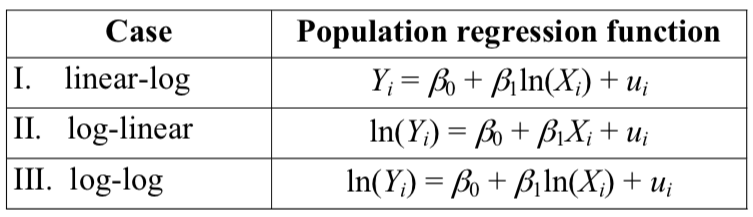 Case Population regression function
I. linear-log Yᵢ = β₀ + β₁ln(Xᵢ) + uᵢ
II. log-linear ln(Yᵢ) = β₀ + β₁Xᵢ + uᵢ
III. log-log ln(Yᵢ) = β₀ + β₁ln(Xᵢ) + uᵢ